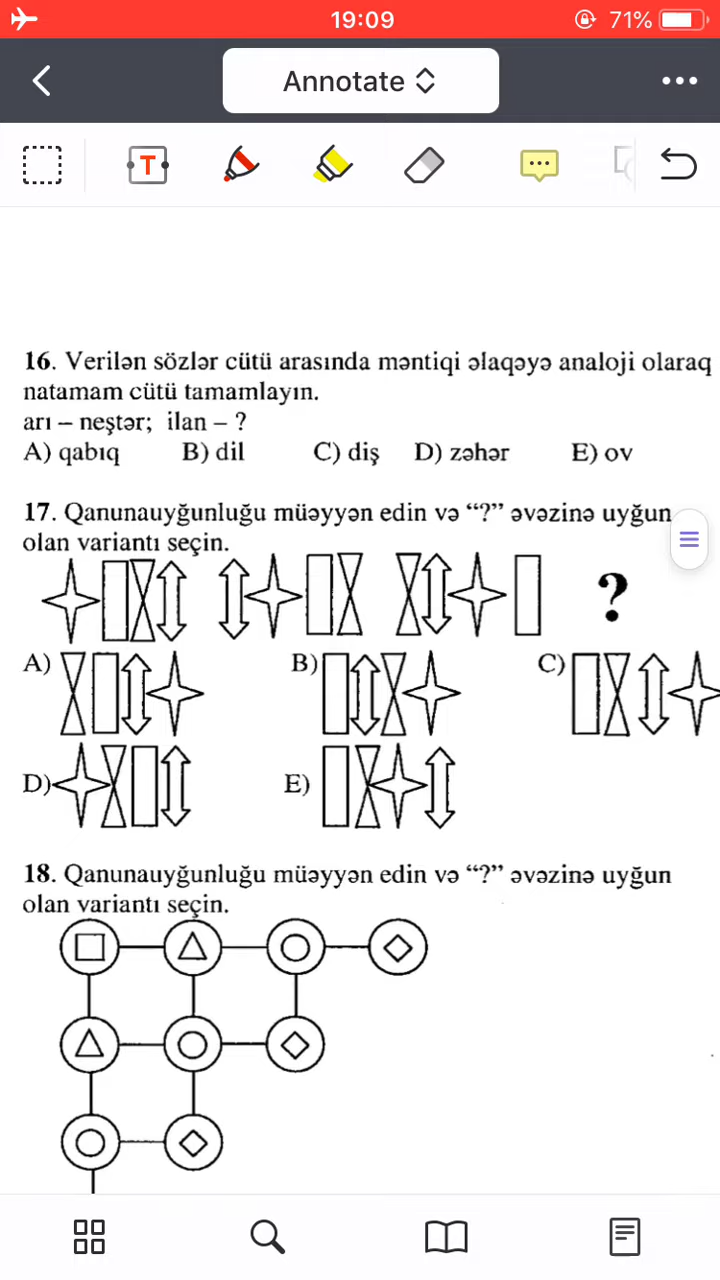 19:09
71%
Annotate
T
16. Verilən sözlər cütü arasında məntiqi əlaqəyə analoji olaraq
natamam cütü tamamlayın.
arı – neştər; ilan – ?
A) qabıq B) dil C) diş D) zəhər E) ov
17. Qanunauyğunluğu müəyyən edin və “?” əvəzinə uyğun
olan variantı seçin.
?
A) B) C)
D) E)
18. Qanunauyğunluğu müəyyən edin və “?” əvəzinə uyğun
olan variantı seçin.